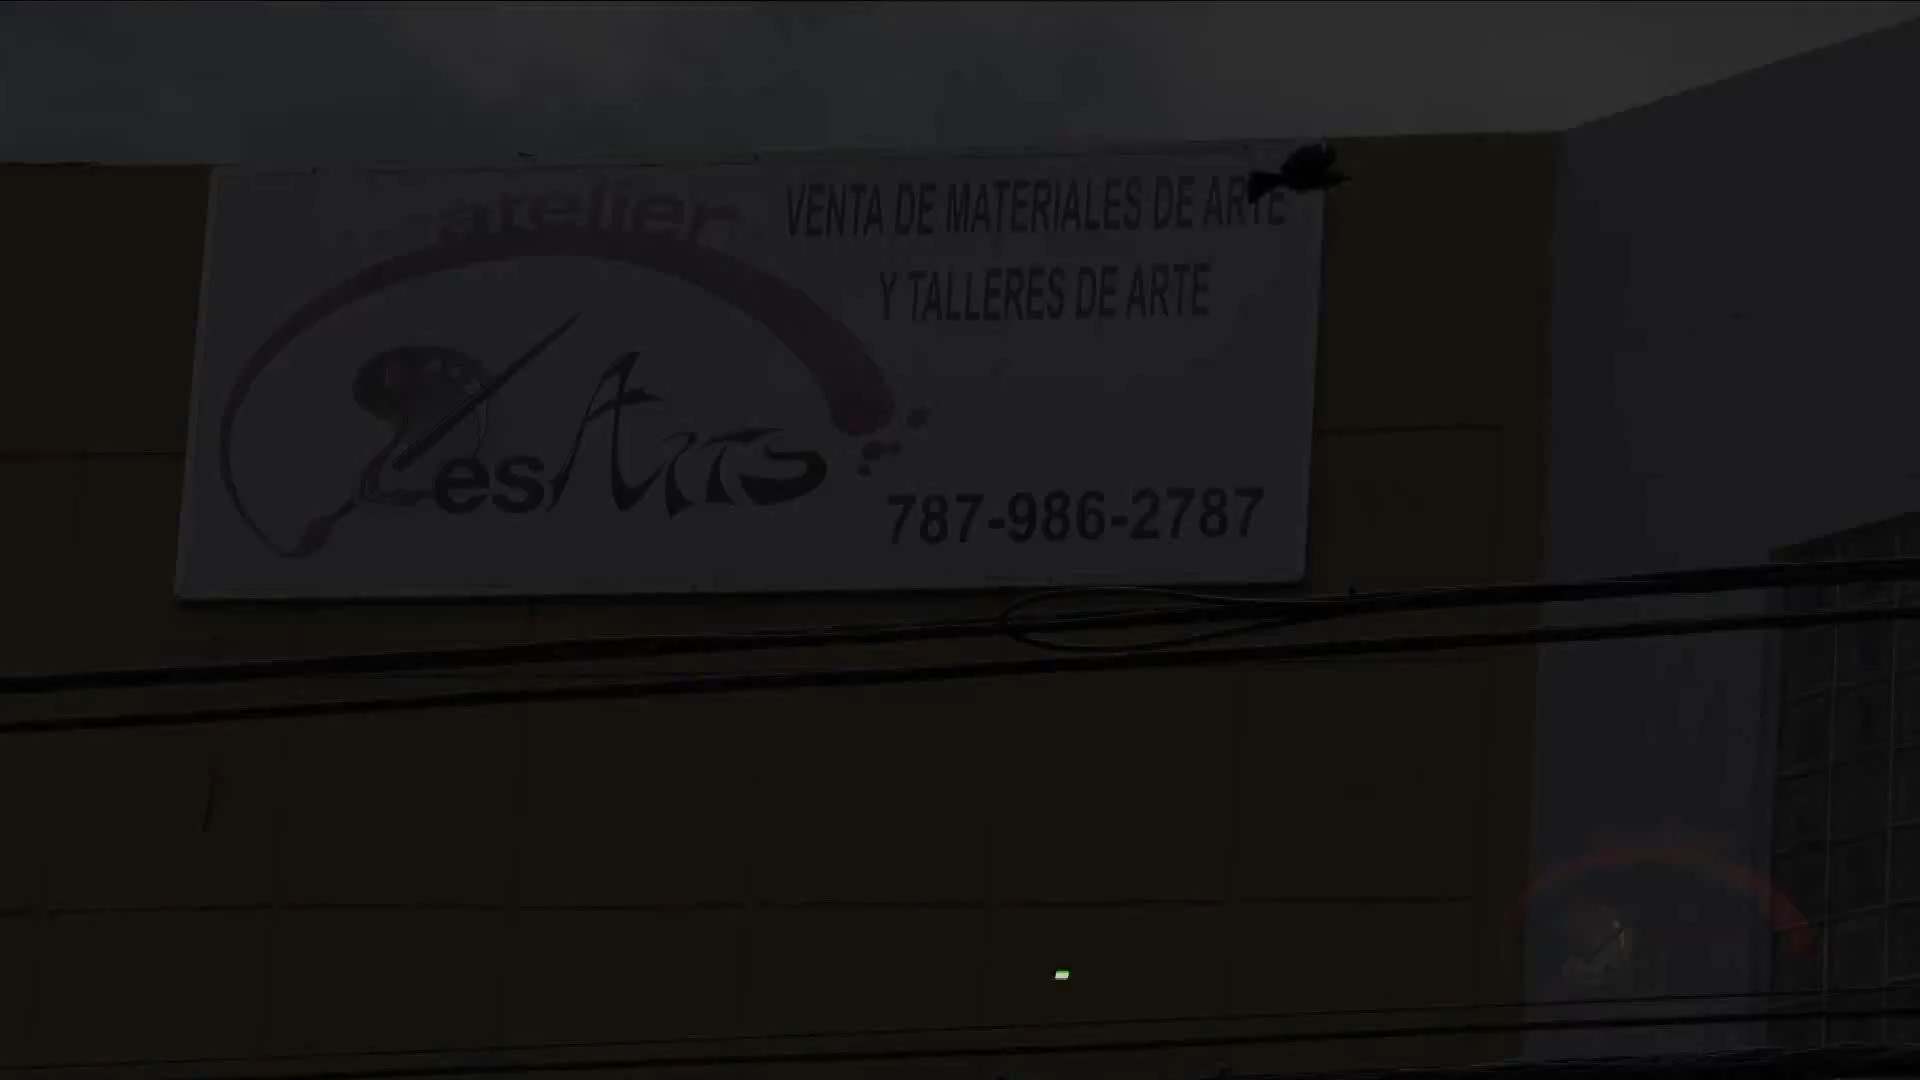 atelier
LesArts
VENTA DE MATERIALES DE ARTE
Y TALLERES DE ARTE
787-986-2787